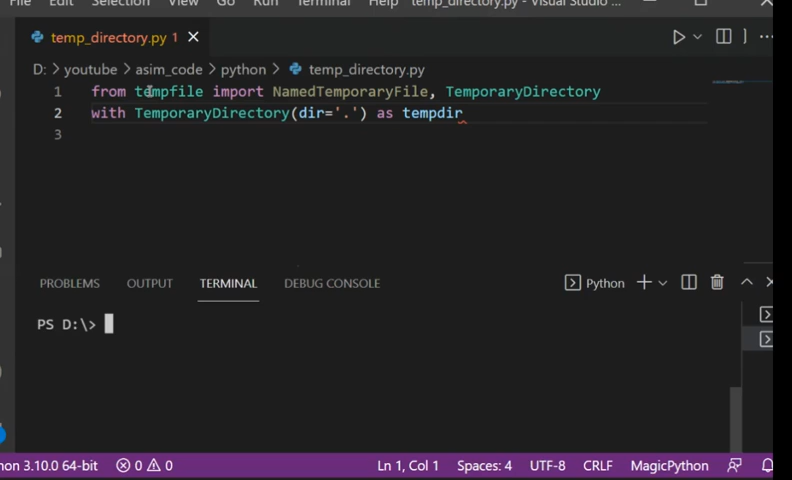 File Edit Selection View Go Run Terminal Help temp_directory.py - Visual Studio ...
temp_directory.py 1
D: > youtube > asim_code > python > temp_directory.py
1 from tempfile import NamedTemporaryFile, TemporaryDirectory
2 with TemporaryDirectory(dir='.') as tempdir
3
PROBLEMS OUTPUT TERMINAL DEBUG CONSOLE Python
PS D:\>
3.10.0 64-bit 0 0 Ln 1, Col 1 Spaces: 4 UTF-8 CRLF MagicPython